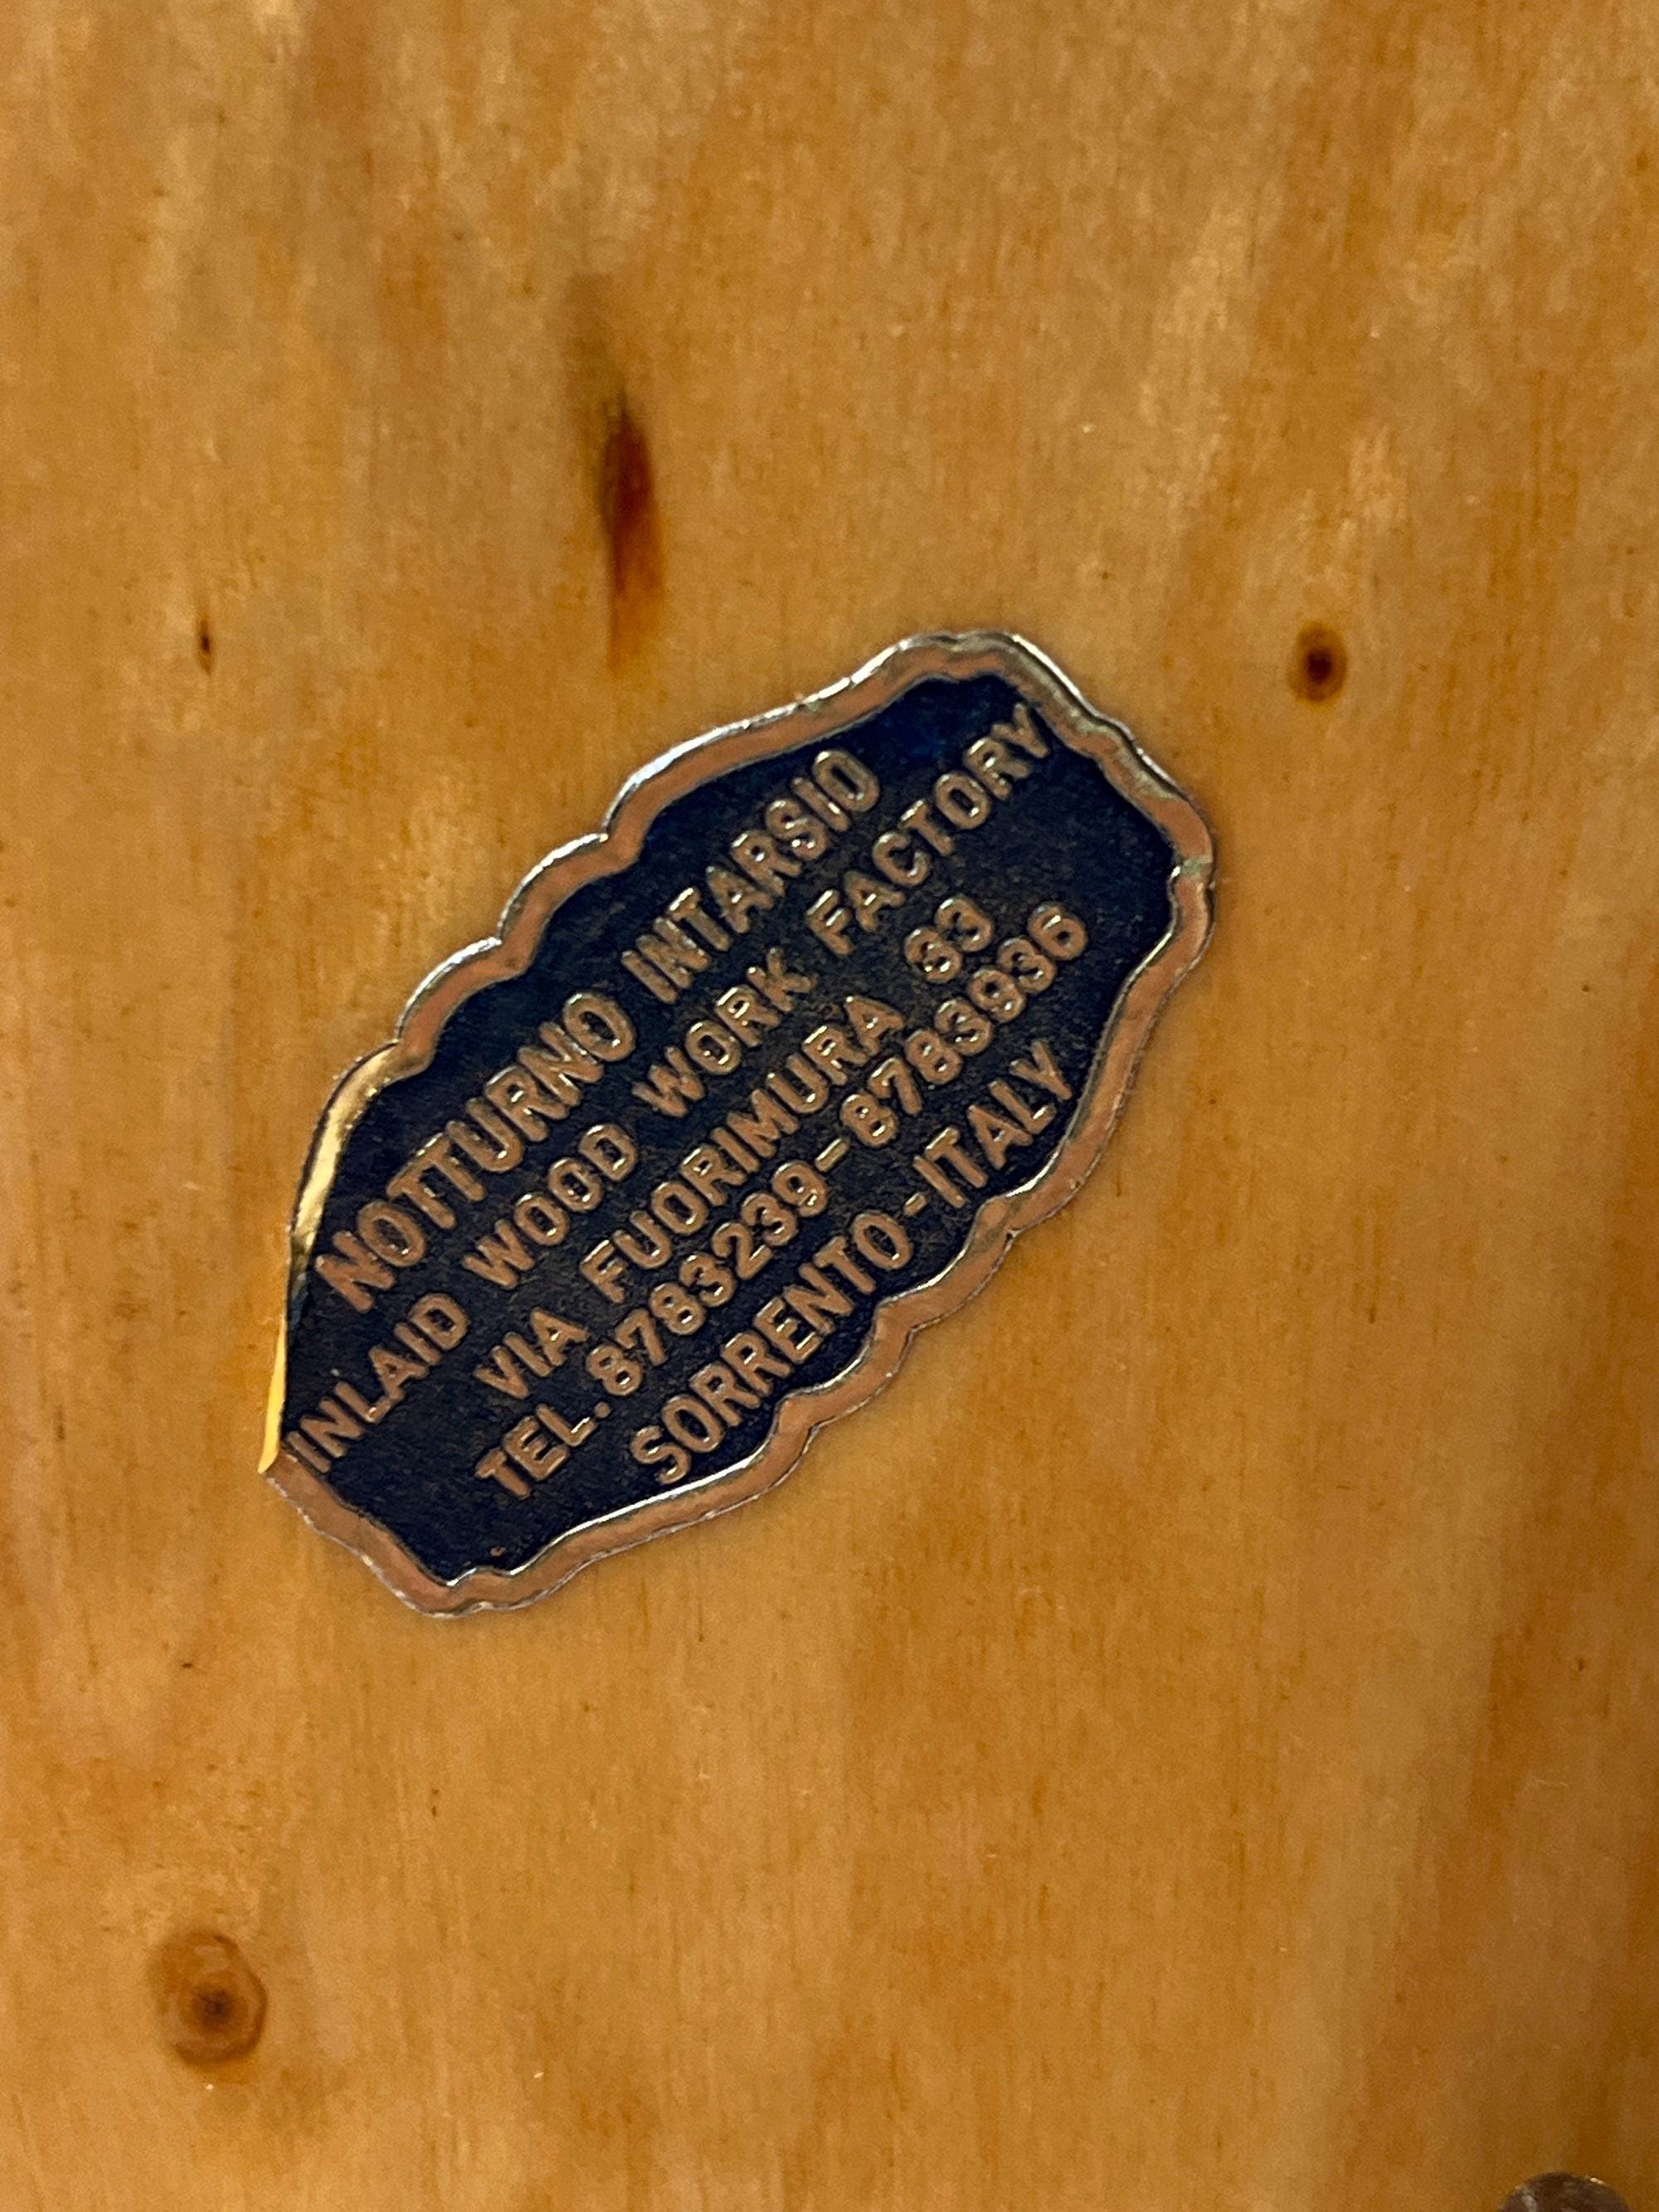 NOTTURNO INTARSIO
INLAID WOOD WORK FACTORY
VIA FUORIMURA 33
TEL. 8783239-8783936
SORRENTO-ITALY